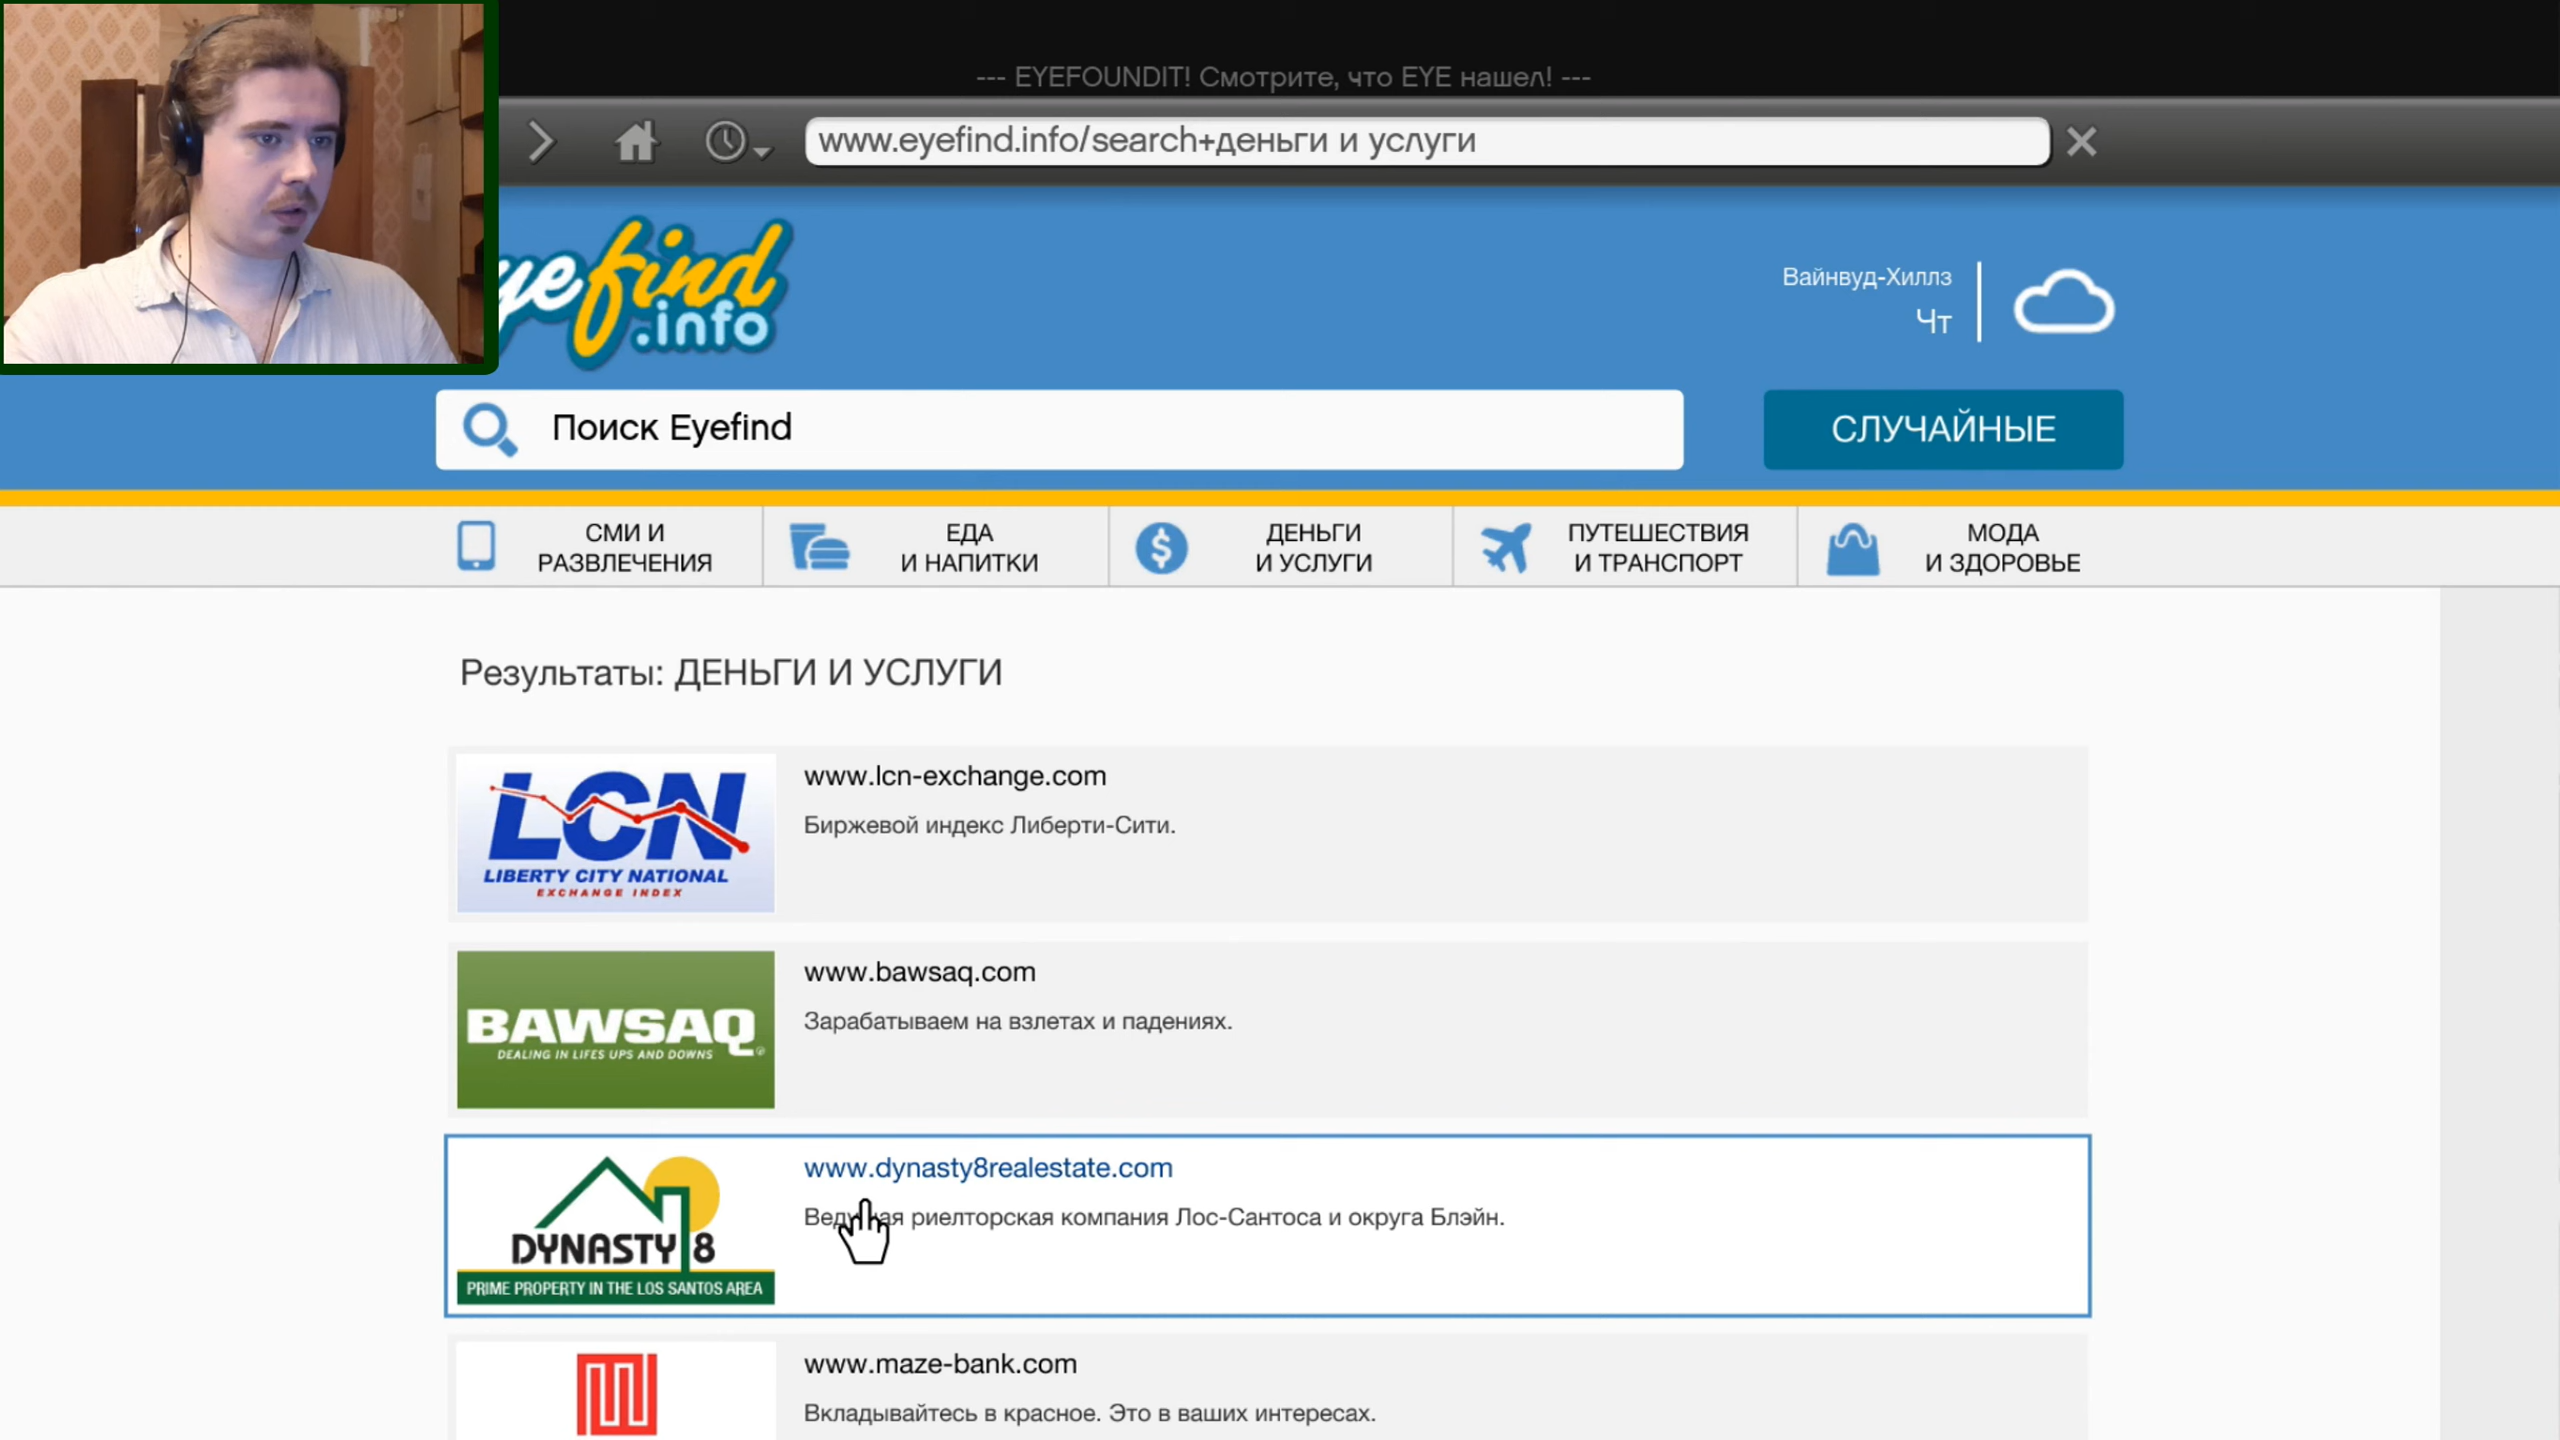 --- EYEFOUNDIT! Смотрите, что EYE нашел! ---
www.eyefind.info/search+деньги и услуги
yefind
.info
Вайнвуд-Хиллз
Чт
Поиск Eyefind
СЛУЧАЙНЫЕ
СМИ И
РАЗВЛЕЧЕНИЯ
ЕДА
И НАПИТКИ
ДЕНЬГИ
И УСЛУГИ
ПУТЕШЕСТВИЯ
И ТРАНСПОРТ
МОДА
И ЗДОРОВЬЕ
Результаты: ДЕНЬГИ И УСЛУГИ
LCN
LIBERTY CITY NATIONAL
EXCHANGE INDEX
www.lcn-exchange.com
Биржевой индекс Либерти-Сити.
BAWSAQ
DEALING IN LIFES UPS AND DOWNS
www.bawsaq.com
Зарабатываем на взлетах и падениях.
DYNASTY 8
PRIME PROPERTY IN THE LOS SANTOS AREA
www.dynasty8realestate.com
Ведущая риелторская компания Лос-Сантоса и округа Блэйн.
www.maze-bank.com
Вкладывайтесь в красное. Это в ваших интересах.